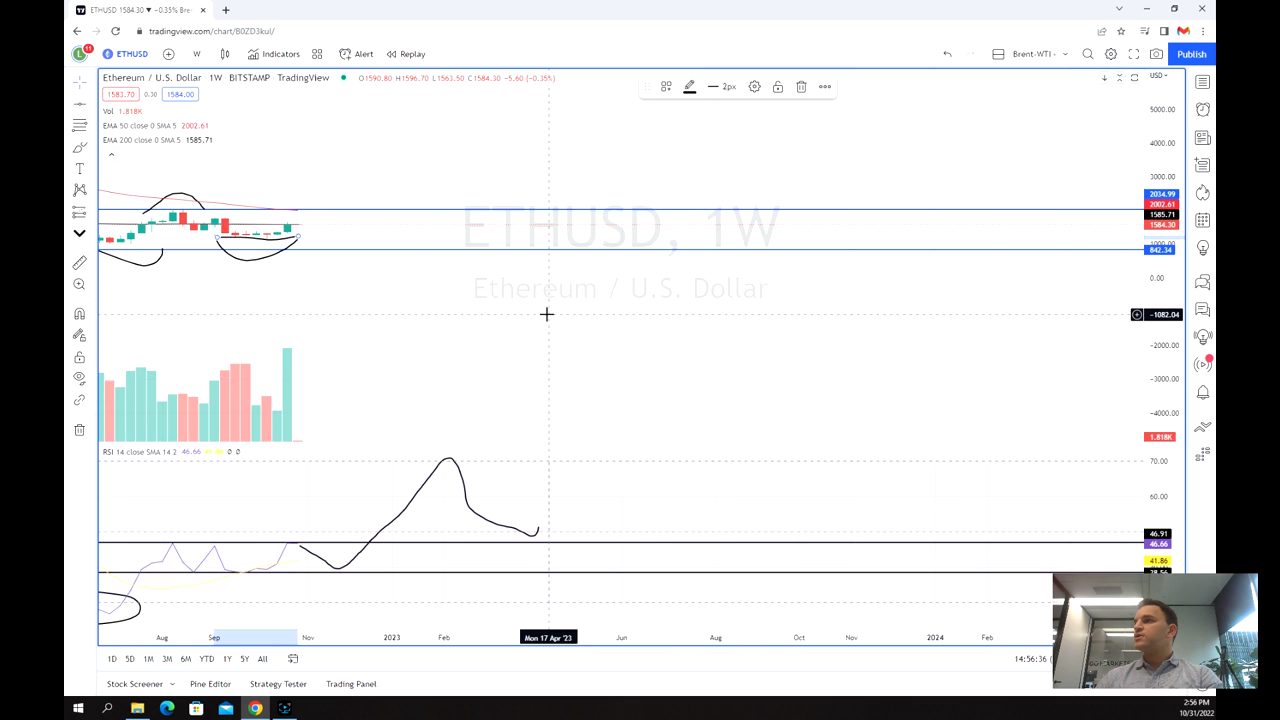 ETHUSD 1584.30 ▼ −0.35% Bre
tradingview.com/chart/B0ZD3kul/
11
ETHUSD
W
Indicators
Alert
Replay
Brent-WTI
Publish
Ethereum / U.S. Dollar 1W BITSTAMP TradingView
O1590.80 H1596.70 L1563.50 C1584.30 −5.60 (−0.35%)
2px
USD
1583.70 0.30 1584.00
Vol 1.818K
EMA 50 close 0 SMA 5 2002.61
EMA 200 close 0 SMA 5 1585.71
5000.00
4000.00
3000.00
2034.99
2002.61
1585.71
1584.30
1000.00
842.34
0.00
−1082.04
−2000.00
−3000.00
−4000.00
1.818K
ETHUSD, 1W
Ethereum / U.S. Dollar
RSI 14 close SMA 14 2 46.66 Ø Ø
70.00
60.00
46.91
46.66
41.86
Aug Sep Nov 2023 Feb Mon 17 Apr '23 Jun Aug Oct Nov 2024 Feb
1D 5D 1M 3M 6M YTD 1Y 5Y All
14:56:36
Stock Screener Pine Editor Strategy Tester Trading Panel
2:56 PM
10/31/2022